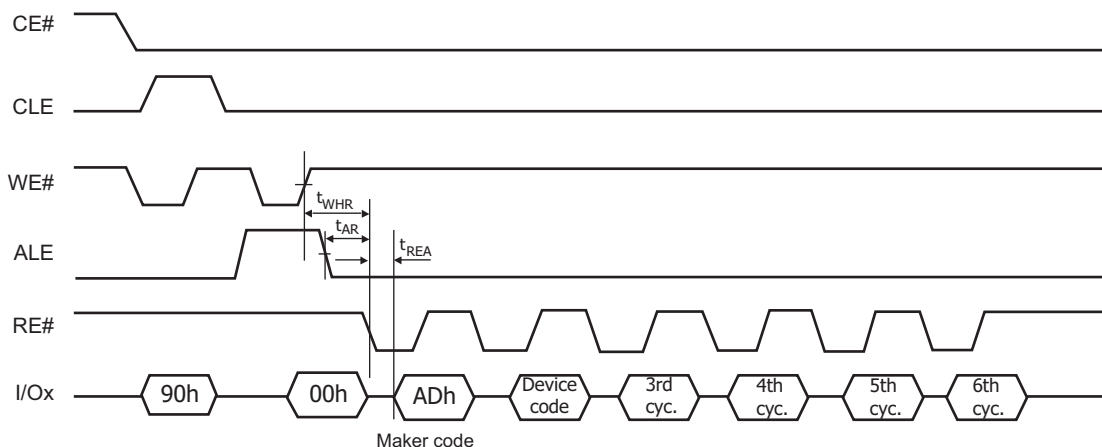 CE#
CLE
WE#
tWHR
tAR
ALE
tREA
RE#
I/Ox
90h
00h
ADh
Device code
3rd cyc.
4th cyc.
5th cyc.
6th cyc.
Maker code